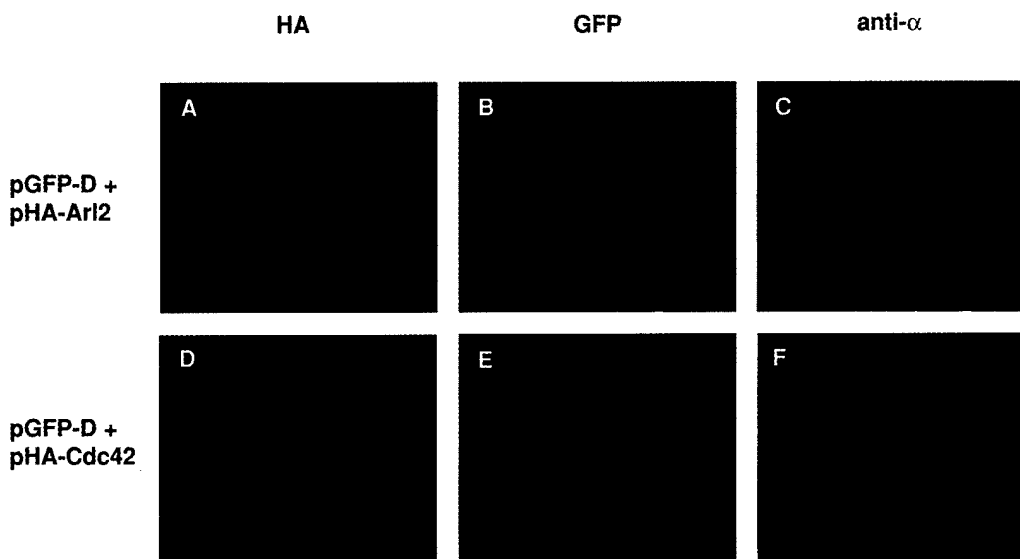 HA GFP anti-α
A B C
pGFP-D +
pHA-Arl2
D E F
pGFP-D +
pHA-Cdc42